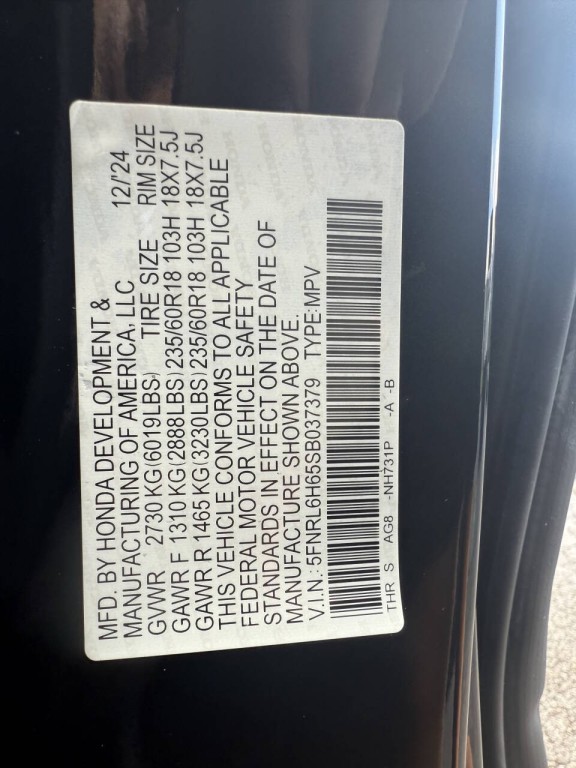 MFD. BY HONDA DEVELOPMENT &
MANUFACTURING OF AMERICA, LLC 12/'24
GVWR 2730 KG(6019LBS) TIRE SIZE RIM SIZE
GAWR F 1310 KG(2888LBS)235/60R18 103H 18X7.5J
GAWR R 1465 KG(3230LBS)235/60R18 103H 18X7.5J
THIS VEHICLE CONFORMS TO ALL APPLICABLE
FEDERAL MOTOR VEHICLE SAFETY
STANDARDS IN EFFECT ON THE DATE OF
MANUFACTURE SHOWN ABOVE.
V.I.N.: 5FNRL6H65SB037379 TYPE:MPV
THR S AG8 -NH731P -A -B